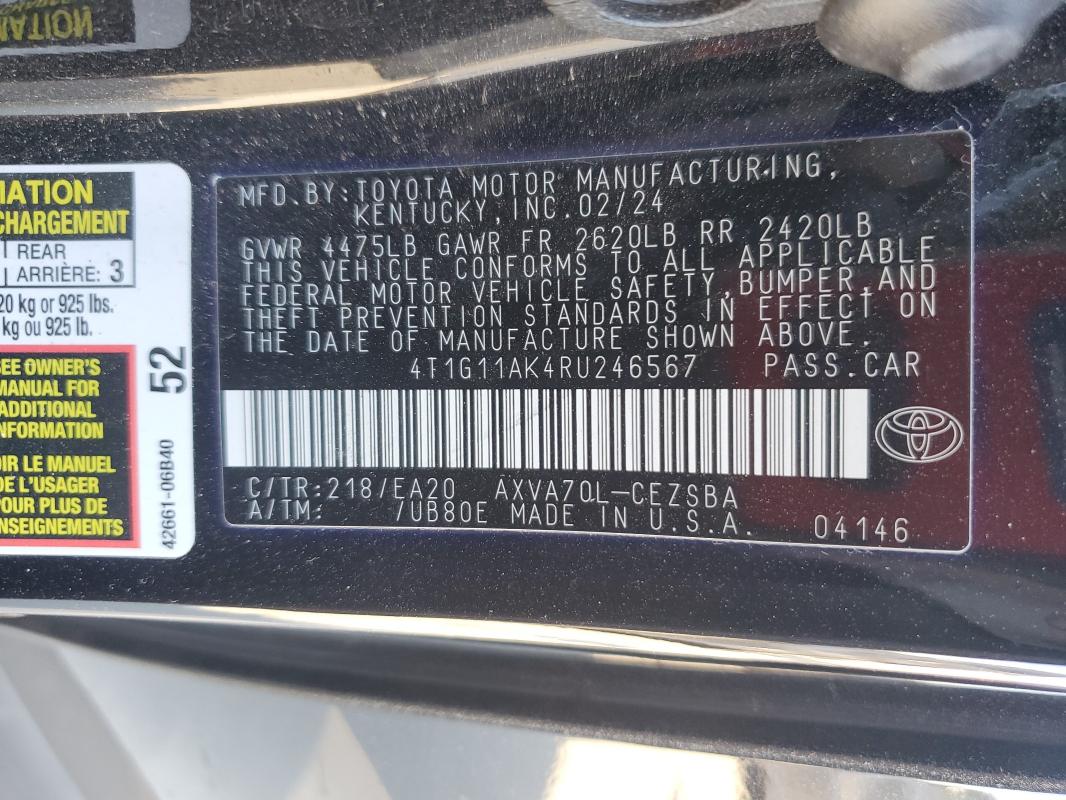 MATION
MATION
CHARGEMENT
REAR
ARRIÈRE: 3
20 kg or 925 lbs.
kg ou 925 lb.
SEE OWNER'S
MANUAL FOR
ADDITIONAL
INFORMATION
OIR LE MANUEL
DE L'USAGER
POUR PLUS DE
ENSEIGNEMENTS
52
42661-06B40
MFD. BY: TOYOTA MOTOR MANUFACTURING,
KENTUCKY, INC. 02/24
GVWR 4475LB GAWR FR 2620LB RR 2420LB
THIS VEHICLE CONFORMS TO ALL APPLICABLE
FEDERAL MOTOR VEHICLE SAFETY, BUMPER, AND
THEFT PREVENTION STANDARDS IN EFFECT ON
THE DATE OF MANUFACTURE SHOWN ABOVE.
4T1G11AK4RU246567 PASS.CAR
C/TR: 218/EA20 AXVA70L-CEZSBA
A/TM: /UB80E MADE IN U.S.A. 04146